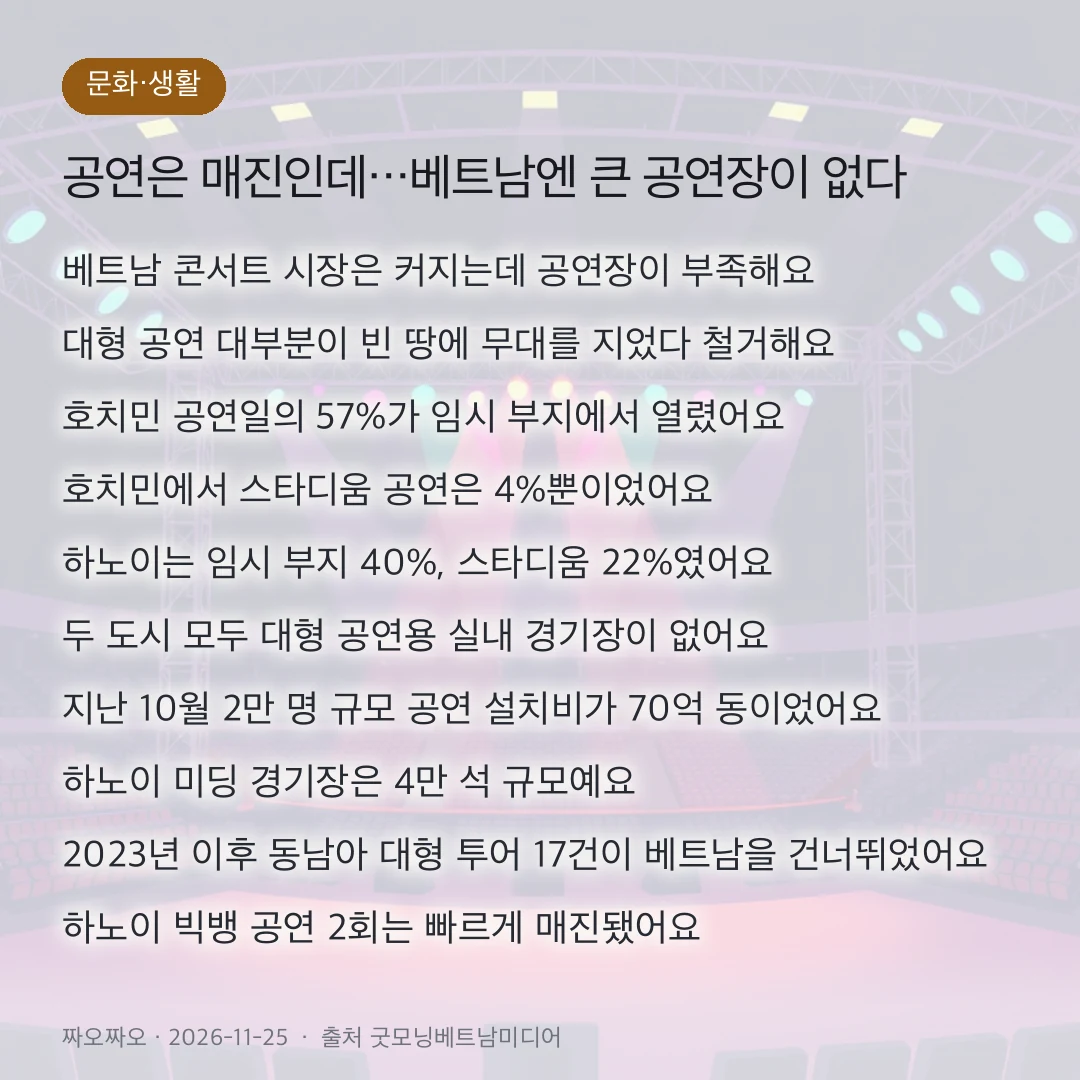 문화·생활
공연은 매진인데…베트남엔 큰 공연장이 없다
베트남 콘서트 시장은 커지는데 공연장이 부족해요
대형 공연 대부분이 빈 땅에 무대를 지었다 철거해요
호치민 공연일의 57%가 임시 부지에서 열렸어요
호치민에서 스타디움 공연은 4%뿐이었어요
하노이는 임시 부지 40%, 스타디움 22%였어요
두 도시 모두 대형 공연용 실내 경기장이 없어요
지난 10월 2만 명 규모 공연 설치비가 70억 동이었어요
하노이 미딩 경기장은 4만 석 규모예요
2023년 이후 동남아 대형 투어 17건이 베트남을 건너뛰었어요
하노이 빅뱅 공연 2회는 빠르게 매진됐어요
짜오짜오 · 2026-11-25 · 출처 굿모닝베트남미디어